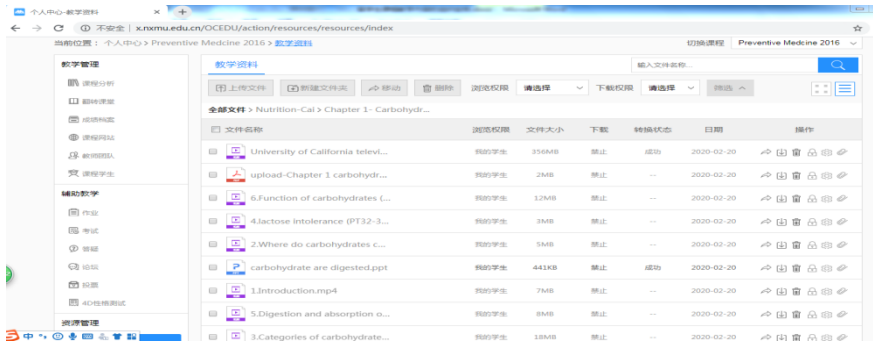 个人中心-教学资料
不安全 | x.nxmu.edu.cn/OCEDU/action/resources/resources/index
当前位置： 个人中心 > Preventive Medcine 2016 > 教学资料
切换课程 Preventive Medcine 2016
教学管理
课程分析
翻转课堂
成绩档案
课程网站
教师团队
课程学生
辅助教学
作业
考试
答疑
论坛
投票
4D性格测试
资源管理
教学资料
输入文件名称...
上传文件 新建文件夹 移动 删除 浏览权限 请选择 下载权限 请选择 筛选
全部文件 > Nutrition-Cai > Chapter 1- Carbohydr...
文件名称 浏览权限 文件大小 下载 转换状态 日期 操作
University of California televi... 我的学生 356MB 禁止 成功 2020-02-20
upload-Chapter 1 carbohydr... 我的学生 2MB 禁止 -- 2020-02-20
6.Function of carbohydrates (... 我的学生 12MB 禁止 -- 2020-02-20
4.lactose intolerance (PT32-3... 我的学生 3MB 禁止 -- 2020-02-20
2.Where do carbohydrates c... 我的学生 5MB 禁止 -- 2020-02-20
carbohydrate are digested.ppt 我的学生 441KB 禁止 成功 2020-02-20
1.Introduction.mp4 我的学生 7MB 禁止 -- 2020-02-20
5.Digestion and absorption o... 我的学生 8MB 禁止 -- 2020-02-20
3.Categories of carbohydrate... 我的学生 18MB 禁止 -- 2020-02-20
中